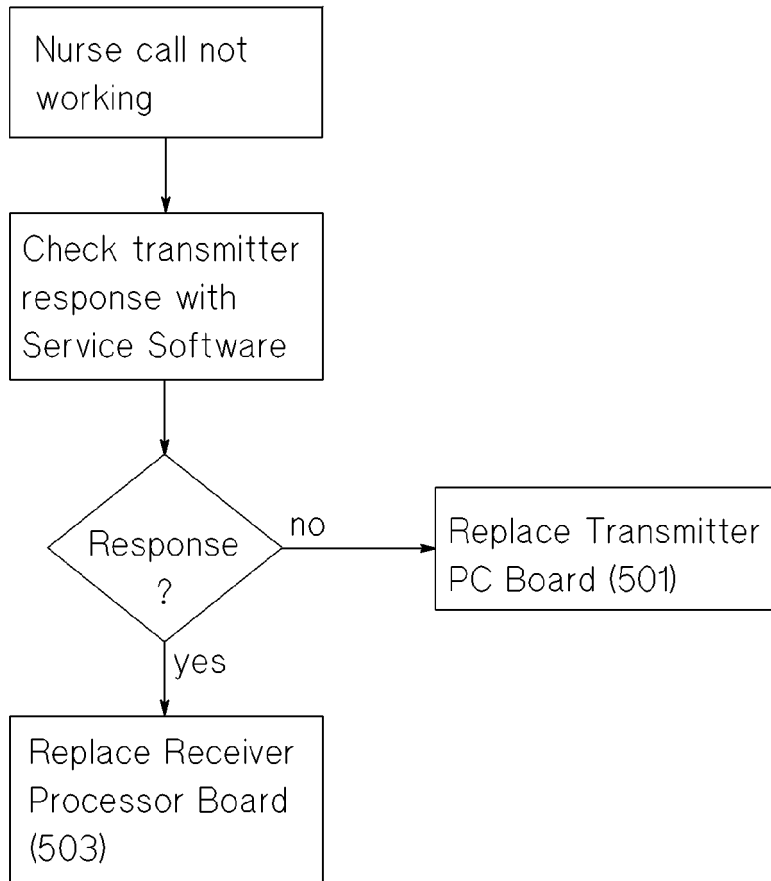 Nurse call not
working
Check transmitter
response with
Service Software
Response
?
no
Replace Transmitter
PC Board (501)
yes
Replace Receiver
Processor Board
(503)